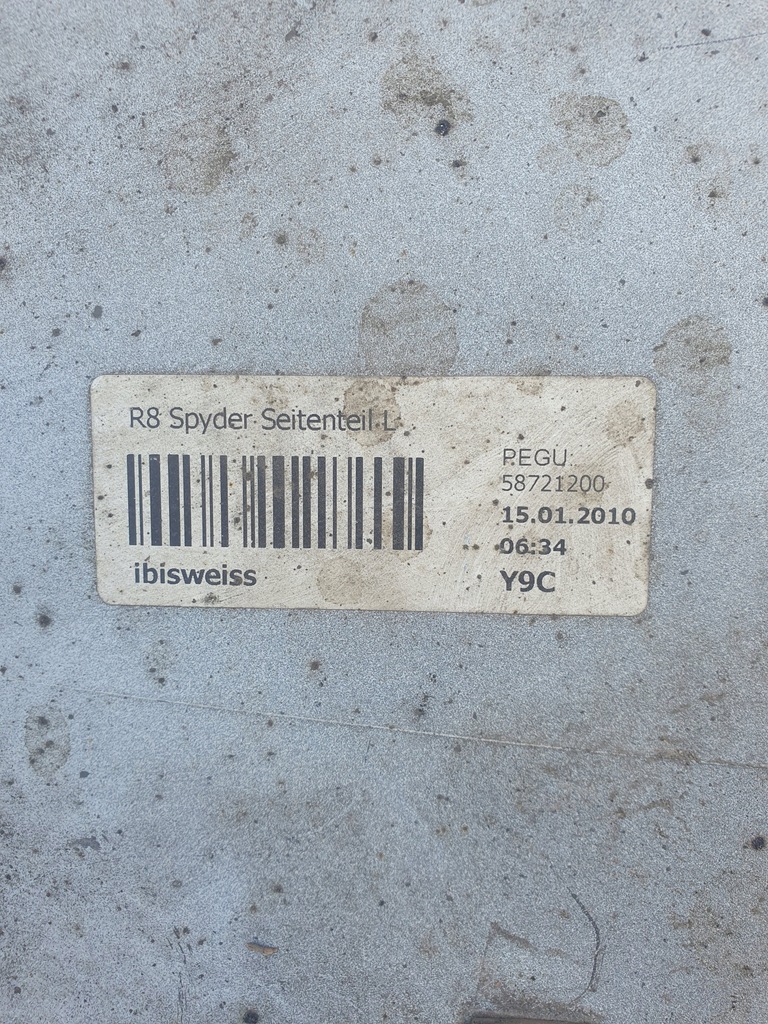 R8 Spyder Seitenteil L
PEGU:
58721200
15.01.2010
06:34
ibisweiss
Y9C